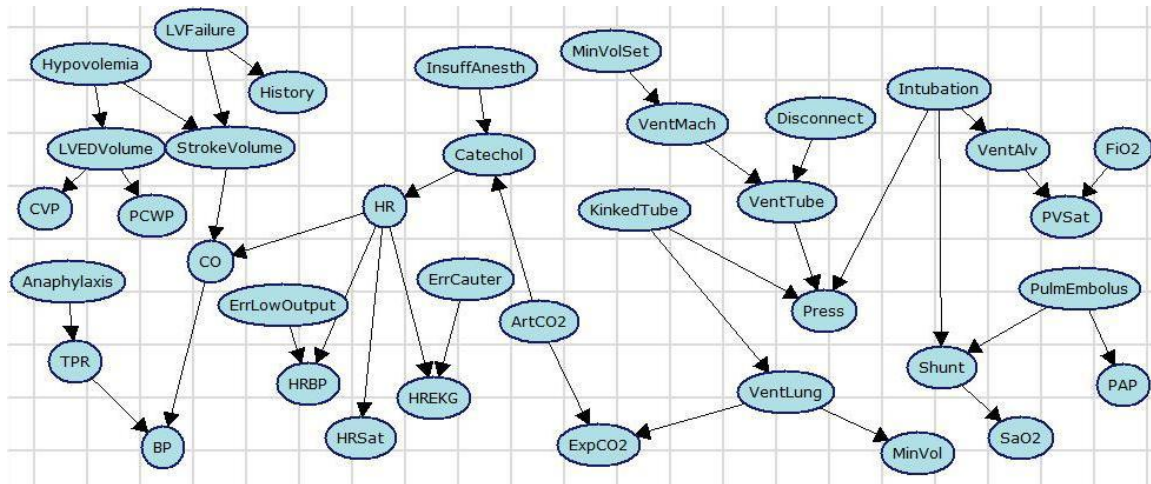 LVFailure
Hypovolemia
MinVolSet
InsuffAnesth
History
Intubation
Disconnect
VentMach
LVEDVolume
StrokeVolume
Catechol
VentAlv
FiO2
CVP
PCWP
HR
KinkedTube
VentTube
PVSat
CO
Anaphylaxis
ErrCauter
ErrLowOutput
ArtCO2
Press
PulmEmbolus
TPR
HRBP
HREKG
VentLung
Shunt
PAP
BP
HRSat
ExpCO2
MinVol
SaO2